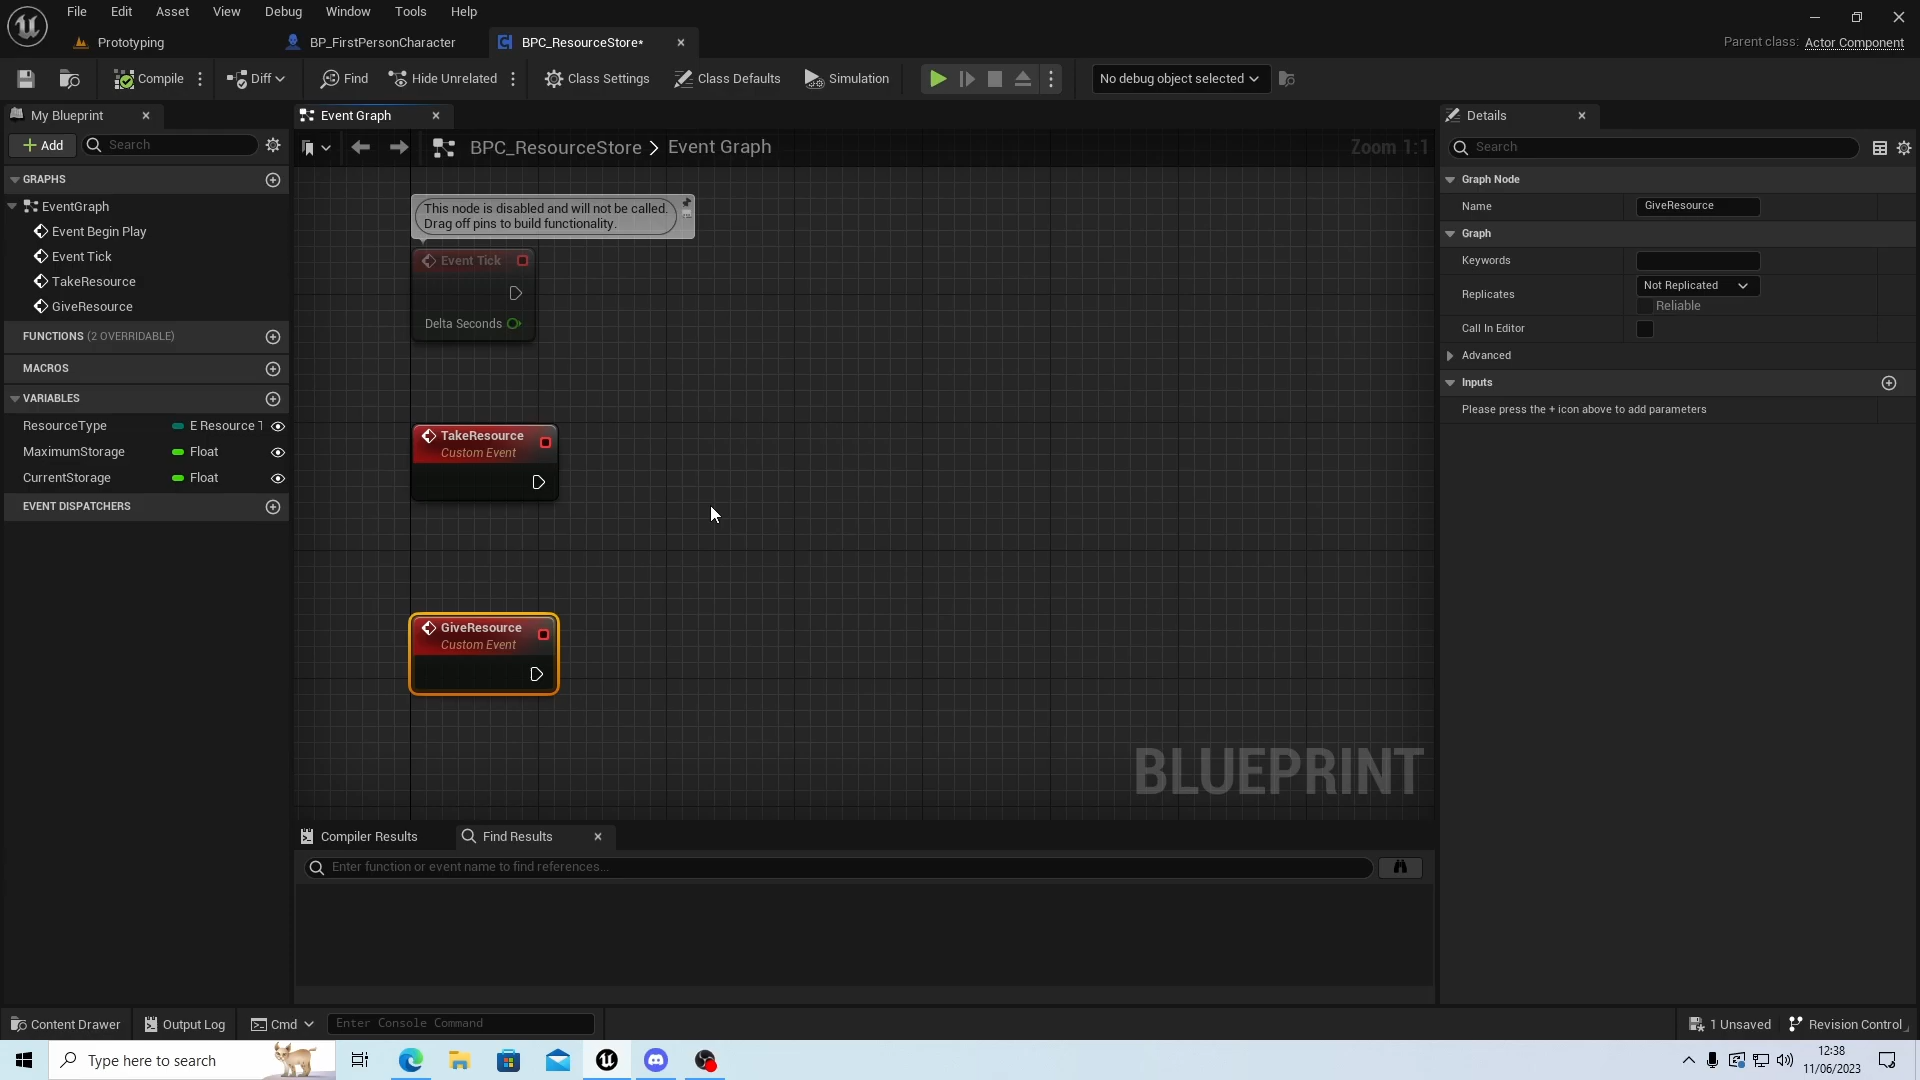 File Edit Asset View Debug Window Tools Help
Prototyping BP_FirstPersonCharacter BPC_ResourceStore* Parent class: Actor Component
Compile Diff Find Hide Unrelated Class Settings Class Defaults Simulation No debug object selected
My Blueprint Event Graph Details
Add Search BPC_ResourceStore > Event Graph Zoom 1:1 Search
GRAPHS
EventGraph
Event Begin Play
Event Tick
TakeResource
GiveResource
FUNCTIONS (2 OVERRIDABLE)
MACROS
VARIABLES
ResourceType E Resource T
MaximumStorage Float
CurrentStorage Float
EVENT DISPATCHERS
This node is disabled and will not be called.
Drag off pins to build functionality.
Event Tick
Delta Seconds
TakeResource
Custom Event
GiveResource
Custom Event
BLUEPRINT
Graph Node
Name GiveResource
Graph
Keywords
Replicates Not Replicated
Reliable
Call In Editor
Advanced
Inputs
Please press the + icon above to add parameters
Compiler Results Find Results
Enter function or event name to find references...
Content Drawer Output Log Cmd Enter Console Command 1 Unsaved Revision Control
Type here to search 12:38
11/06/2023